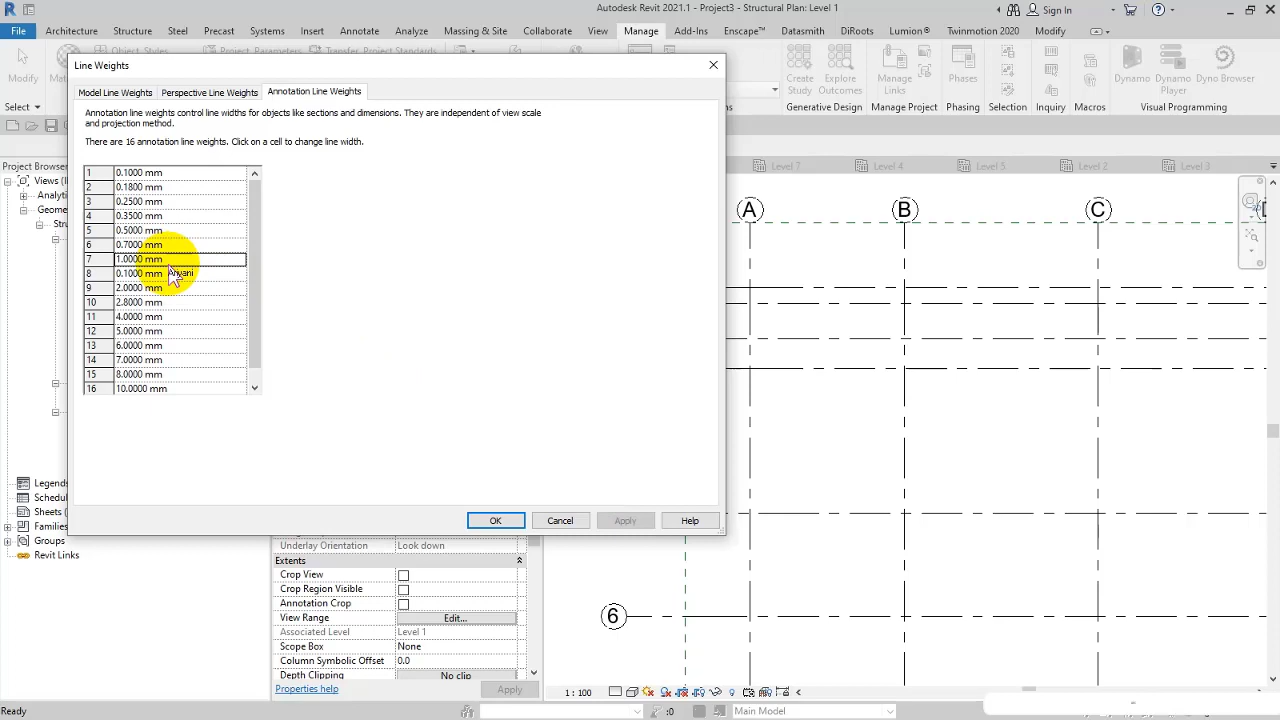 Autodesk Revit 2021.1 - Project3 - Structural Plan: Level 1
Sign In
File Architecture Structure Steel Precast Systems Insert Annotate Analyze Massing & Site Collaborate View Manage Add-Ins Enscape™ Datasmith DiRoots Lumion® Twinmotion 2020 Modify
Object Styles
Project Parameters
Transfer Project Standards
Modify
Create Study
Explore Outcomes
Manage Links
Phases
Dynamo
Dynamo Player
Dyno Browser
Select
Generative Design
Manage Project
Phasing
Selection
Inquiry
Macros
Visual Programming
Project Browser
Level 7
Level 4
Level 5
Level 2
Level 3
Legends
Sheets
Families
Groups
Revit Links
Line Weights
Model Line Weights
Perspective Line Weights
Annotation Line Weights
Annotation line weights control line widths for objects like sections and dimensions. They are independent of view scale
and projection method.
There are 16 annotation line weights. Click on a cell to change line width.
1 0.1000 mm
2 0.1800 mm
3 0.2500 mm
4 0.3500 mm
5 0.5000 mm
6 0.7000 mm
7 1.0000 mm
8 0.1000 mm
9 2.0000 mm
10 2.8000 mm
11 4.0000 mm
12 5.0000 mm
13 6.0000 mm
14 7.0000 mm
15 8.0000 mm
16 10.0000 mm
OK
Cancel
Apply
Help
Underlay Orientation Look down
Extents
Crop View
Crop Region Visible
Annotation Crop
View Range Edit...
Associated Level Level 1
Scope Box None
Column Symbolic Offset 0.0
Depth Clipping No clip
Properties help
Apply
A
B
C
6
1 : 100
Ready
:0
Main Model